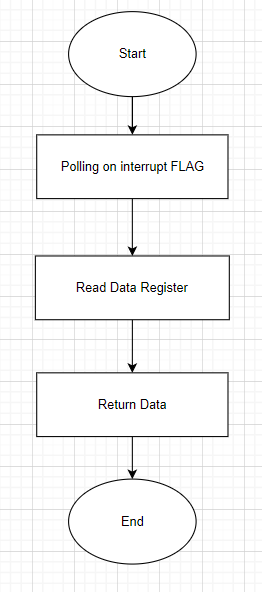 Start
Polling on interrupt FLAG
Read Data Register
Return Data
End